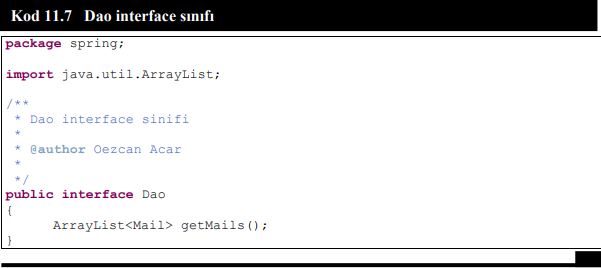 Kod 11.7 Dao interface sınıfı
package spring;
import java.util.ArrayList;
/**
* Dao interface sinifi
*
* @author Oezcan Acar
*
*/
public interface Dao
{
ArrayList<Mail> getMails();
}